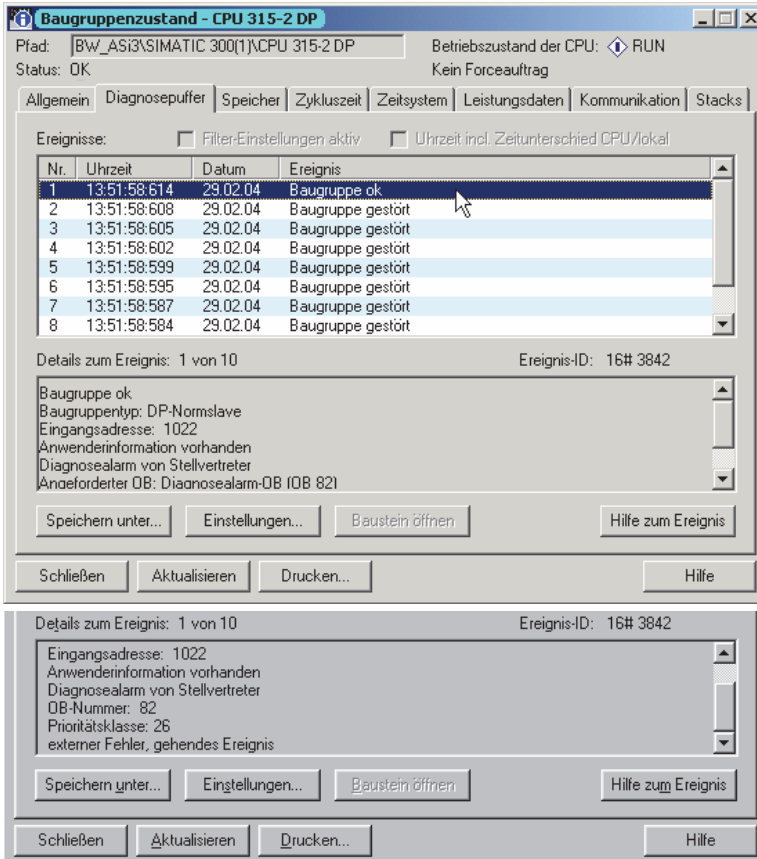 Baugruppenzustand - CPU 315-2 DP
Pfad: BW_ASi3\SIMATIC 300(1)\CPU 315-2 DP Betriebszustand der CPU: RUN
Status: OK Kein Forceauftrag
Allgemein Diagnosepuffer Speicher Zykluszeit Zeitsystem Leistungsdaten Kommunikation Stacks
Ereignisse: Filter-Einstellungen aktiv Uhrzeit incl. Zeitunterschied CPU/lokal
Nr. Uhrzeit Datum Ereignis
1 13:51:58:614 29.02.04 Baugruppe ok
2 13:51:58:608 29.02.04 Baugruppe gestört
3 13:51:58:605 29.02.04 Baugruppe gestört
4 13:51:58:602 29.02.04 Baugruppe gestört
5 13:51:58:599 29.02.04 Baugruppe gestört
6 13:51:58:595 29.02.04 Baugruppe gestört
7 13:51:58:587 29.02.04 Baugruppe gestört
8 13:51:58:584 29.02.04 Baugruppe gestört
Details zum Ereignis: 1 von 10 Ereignis-ID: 16# 3842
Baugruppe ok
Baugruppentyp: DP-Normslave
Eingangsadresse: 1022
Anwenderinformation vorhanden
Diagnosealarm von Stellvertreter
Angeforderter OB: Diagnosealarm-OB (OB 82)
Speichern unter... Einstellungen... Baustein öffnen Hilfe zum Ereignis
Schließen Aktualisieren Drucken... Hilfe
Details zum Ereignis: 1 von 10 Ereignis-ID: 16# 3842
Eingangsadresse: 1022
Anwenderinformation vorhanden
Diagnosealarm von Stellvertreter
OB-Nummer: 82
Prioritätsklasse: 26
externer Fehler, gehendes Ereignis
Speichern unter... Einstellungen... Baustein öffnen Hilfe zum Ereignis
Schließen Aktualisieren Drucken... Hilfe